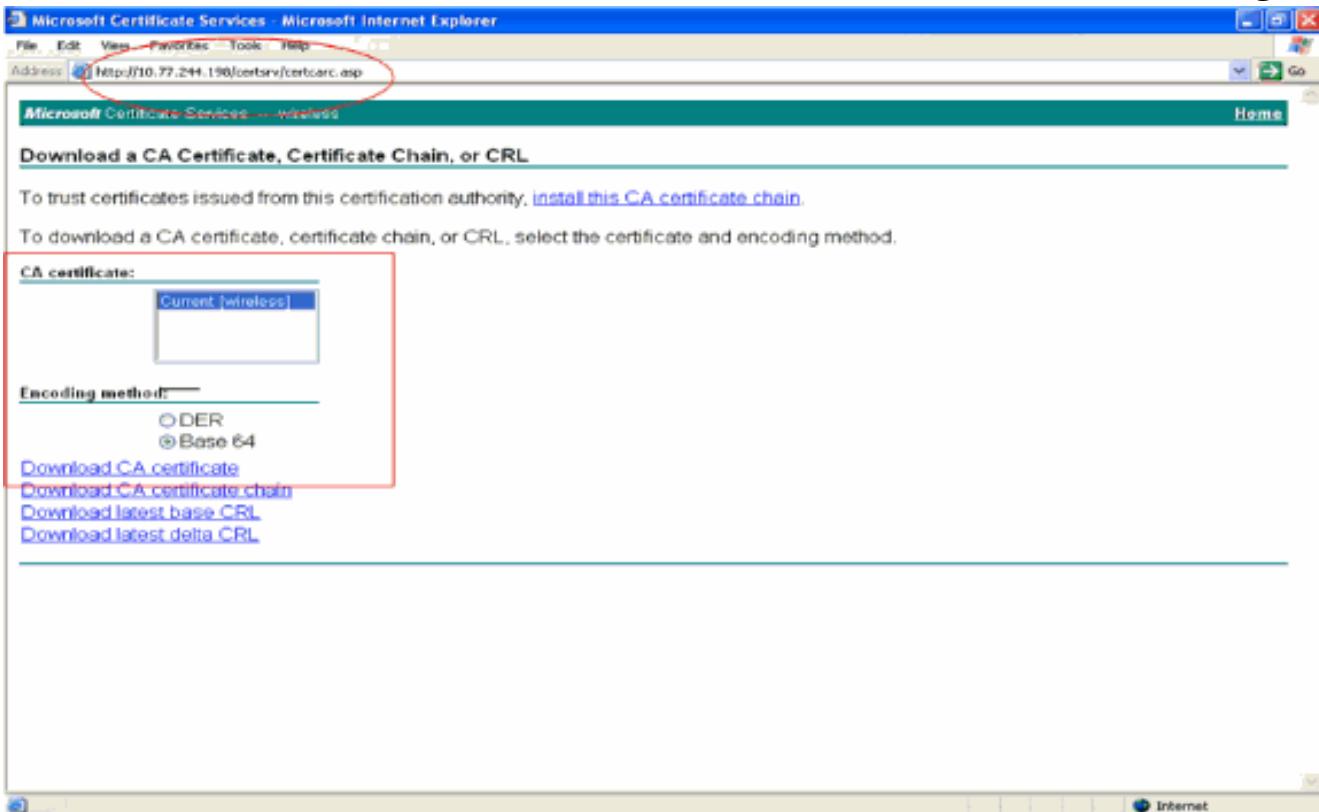 Microsoft Certificate Services - Microsoft Internet Explorer
File Edit View Favorites Tools Help
Address http://10.77.244.198/certsrv/certcarc.asp Go
Microsoft Certificate Services -- wireless Home
Download a CA Certificate, Certificate Chain, or CRL
To trust certificates issued from this certification authority, install this CA certificate chain.
To download a CA certificate, certificate chain, or CRL, select the certificate and encoding method.
CA certificate:
Current [wireless]
Encoding method:
DER
Base 64
Download CA certificate
Download CA certificate chain
Download latest base CRL
Download latest delta CRL
Internet